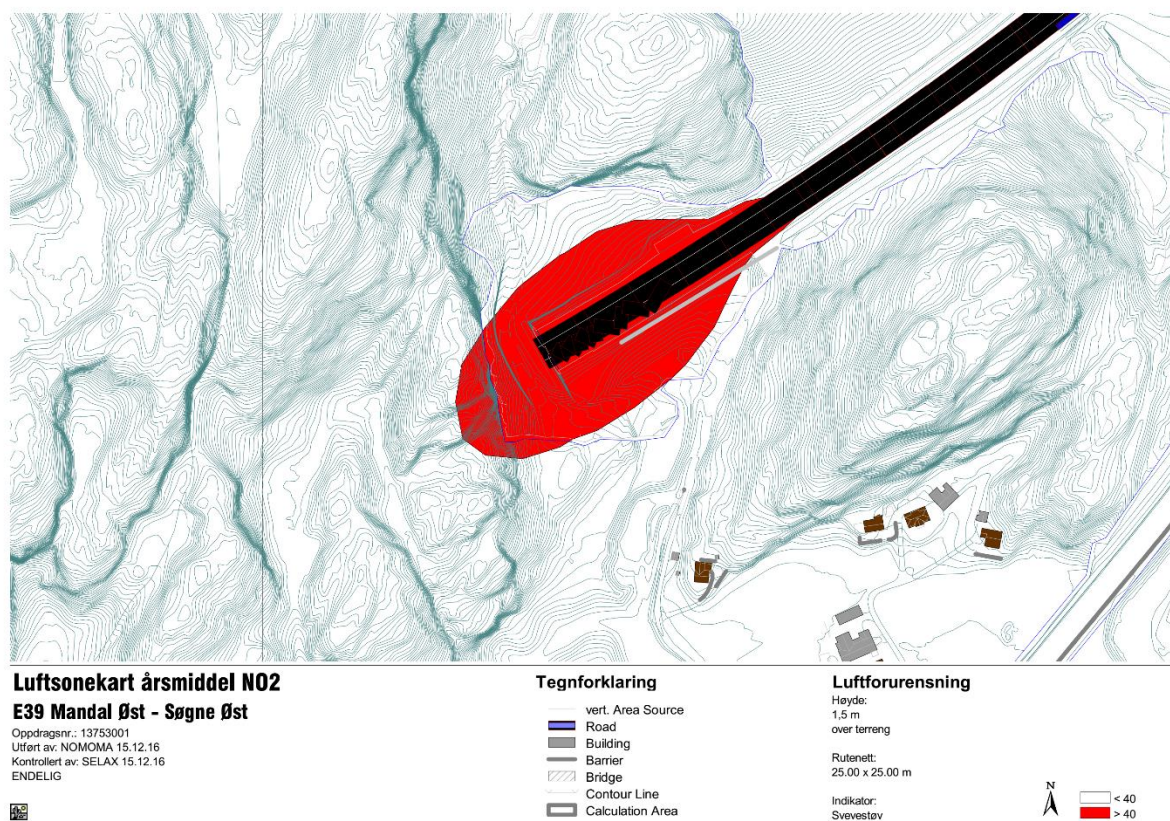 Luftsonekart årsmiddel NO2
E39 Mandal Øst - Søgne Øst
Oppdragsnr.: 13753001
Utført av: NOMOMA 15.12.16
Kontrollert av: SELAX 15.12.16
ENDELIG
Tegnforklaring
vert. Area Source
Road
Building
Barrier
Bridge
Contour Line
Calculation Area
Luftforurensning
Høyde:
1,5 m
over terreng
Rutenett:
25.00 x 25.00 m
Indikator:
Svevestøv
N
< 40
> 40